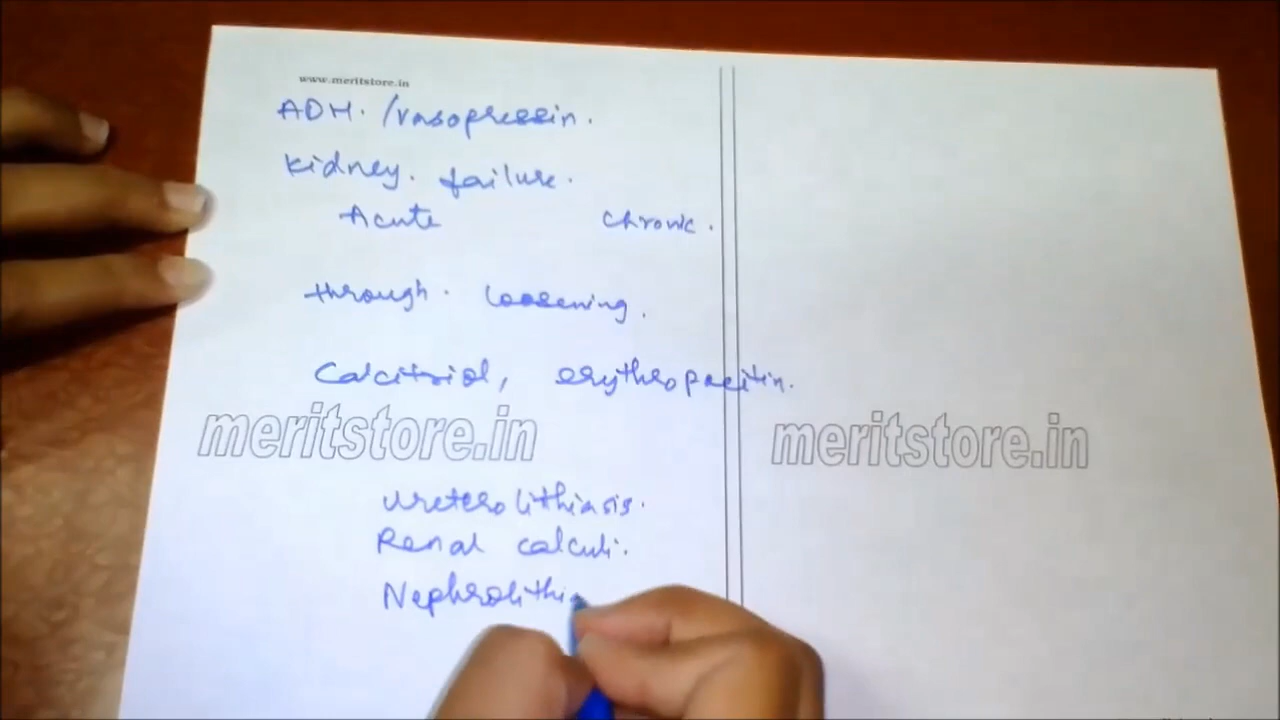 www.meritstore.in
ADH. /vasopressin.
Kidney. failure.
Acute chronic.
through. loosening.
Calcitriol, erythropoeitin.
meritstore.in meritstore.in
Ureterolithiasis.
Renal calculi.
Nephrolithia